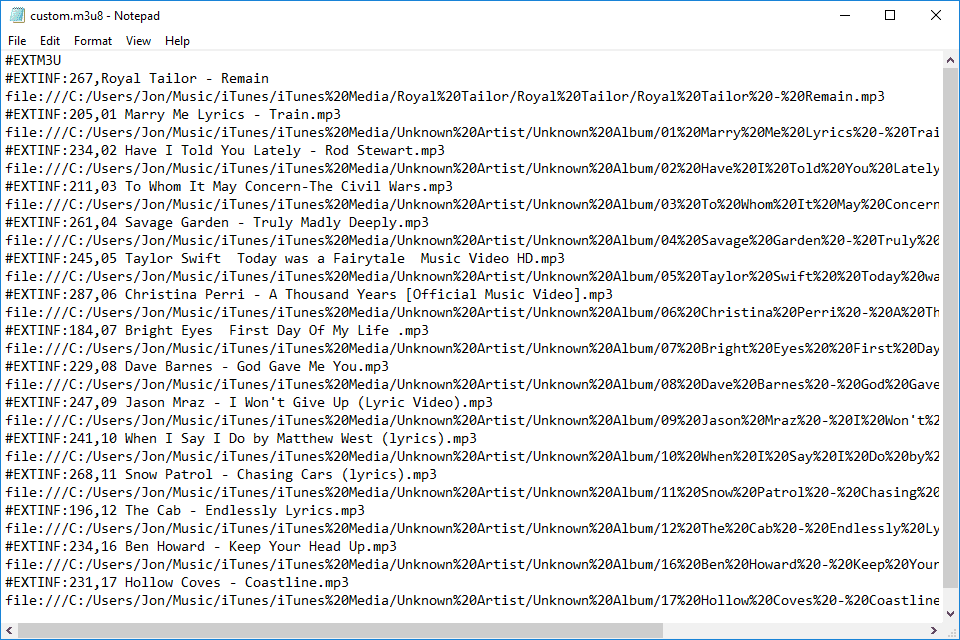 custom.m3u8 - Notepad
File Edit Format View Help
#EXTM3U
#EXTINF:267,Royal Tailor - Remain
file:///C:/Users/Jon/Music/iTunes/iTunes%20Media/Royal%20Tailor/Royal%20Tailor/Royal%20Tailor%20-%20Remain.mp3
#EXTINF:205,01 Marry Me Lyrics - Train.mp3
file:///C:/Users/Jon/Music/iTunes/iTunes%20Media/Unknown%20Artist/Unknown%20Album/01%20Marry%20Me%20Lyrics%20-%20Trai
#EXTINF:234,02 Have I Told You Lately - Rod Stewart.mp3
file:///C:/Users/Jon/Music/iTunes/iTunes%20Media/Unknown%20Artist/Unknown%20Album/02%20Have%20I%20Told%20You%20Lately
#EXTINF:211,03 To Whom It May Concern-The Civil Wars.mp3
file:///C:/Users/Jon/Music/iTunes/iTunes%20Media/Unknown%20Artist/Unknown%20Album/03%20To%20Whom%20It%20May%20Concern
#EXTINF:261,04 Savage Garden - Truly Madly Deeply.mp3
file:///C:/Users/Jon/Music/iTunes/iTunes%20Media/Unknown%20Artist/Unknown%20Album/04%20Savage%20Garden%20-%20Truly%20
#EXTINF:245,05 Taylor Swift  Today was a Fairytale  Music Video HD.mp3
file:///C:/Users/Jon/Music/iTunes/iTunes%20Media/Unknown%20Artist/Unknown%20Album/05%20Taylor%20Swift%20%20Today%20wa
#EXTINF:287,06 Christina Perri - A Thousand Years [Official Music Video].mp3
file:///C:/Users/Jon/Music/iTunes/iTunes%20Media/Unknown%20Artist/Unknown%20Album/06%20Christina%20Perri%20-%20A%20Th
#EXTINF:184,07 Bright Eyes  First Day Of My Life .mp3
file:///C:/Users/Jon/Music/iTunes/iTunes%20Media/Unknown%20Artist/Unknown%20Album/07%20Bright%20Eyes%20%20First%20Day
#EXTINF:229,08 Dave Barnes - God Gave Me You.mp3
file:///C:/Users/Jon/Music/iTunes/iTunes%20Media/Unknown%20Artist/Unknown%20Album/08%20Dave%20Barnes%20-%20God%20Gave
#EXTINF:247,09 Jason Mraz - I Won't Give Up (Lyric Video).mp3
file:///C:/Users/Jon/Music/iTunes/iTunes%20Media/Unknown%20Artist/Unknown%20Album/09%20Jason%20Mraz%20-%20I%20Won't%2
#EXTINF:241,10 When I Say I Do by Matthew West (lyrics).mp3
file:///C:/Users/Jon/Music/iTunes/iTunes%20Media/Unknown%20Artist/Unknown%20Album/10%20When%20I%20Say%20I%20Do%20by%2
#EXTINF:268,11 Snow Patrol - Chasing Cars (lyrics).mp3
file:///C:/Users/Jon/Music/iTunes/iTunes%20Media/Unknown%20Artist/Unknown%20Album/11%20Snow%20Patrol%20-%20Chasing%20
#EXTINF:196,12 The Cab - Endlessly Lyrics.mp3
file:///C:/Users/Jon/Music/iTunes/iTunes%20Media/Unknown%20Artist/Unknown%20Album/12%20The%20Cab%20-%20Endlessly%20Ly
#EXTINF:234,16 Ben Howard - Keep Your Head Up.mp3
file:///C:/Users/Jon/Music/iTunes/iTunes%20Media/Unknown%20Artist/Unknown%20Album/16%20Ben%20Howard%20-%20Keep%20Your
#EXTINF:231,17 Hollow Coves - Coastline.mp3
file:///C:/Users/Jon/Music/iTunes/iTunes%20Media/Unknown%20Artist/Unknown%20Album/17%20Hollow%20Coves%20-%20Coastline